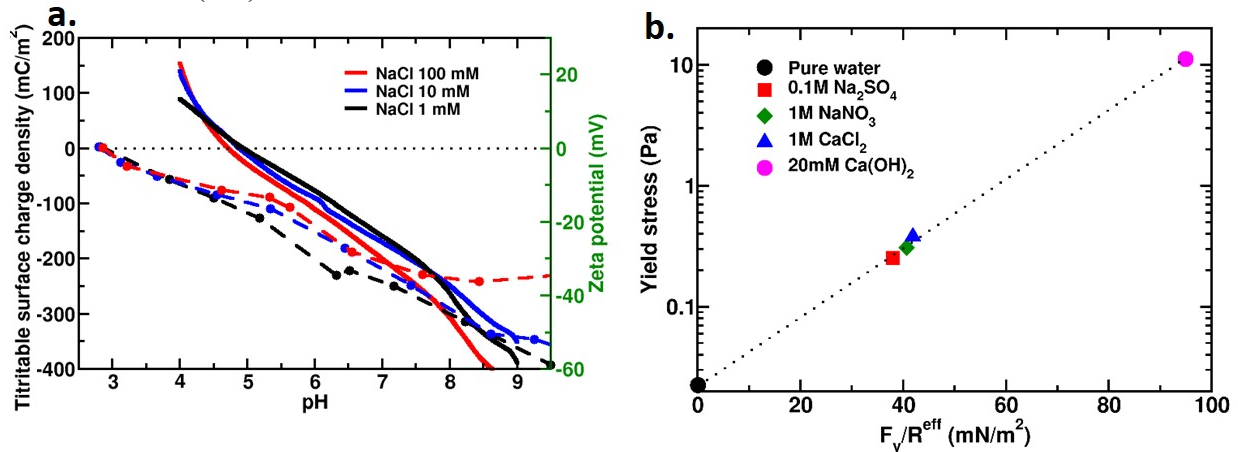 a.
Titritable surface charge density (mC/m²)
200
100
0
-100
-200
-300
-400
NaCl 100 mM
NaCl 10 mM
NaCl 1 mM
20
0
-20
-40
-60
Zeta potential (mV)
3 4 5 6 7 8 9
pH
b.
Yield stress (Pa)
10
1
0.1
Pure water
0.1M Na₂SO₄
1M NaNO₃
1M CaCl₂
20mM Ca(OH)₂
0 20 40 60 80 100
Fᵧ/Rᵉᶠᶠ (mN/m²)